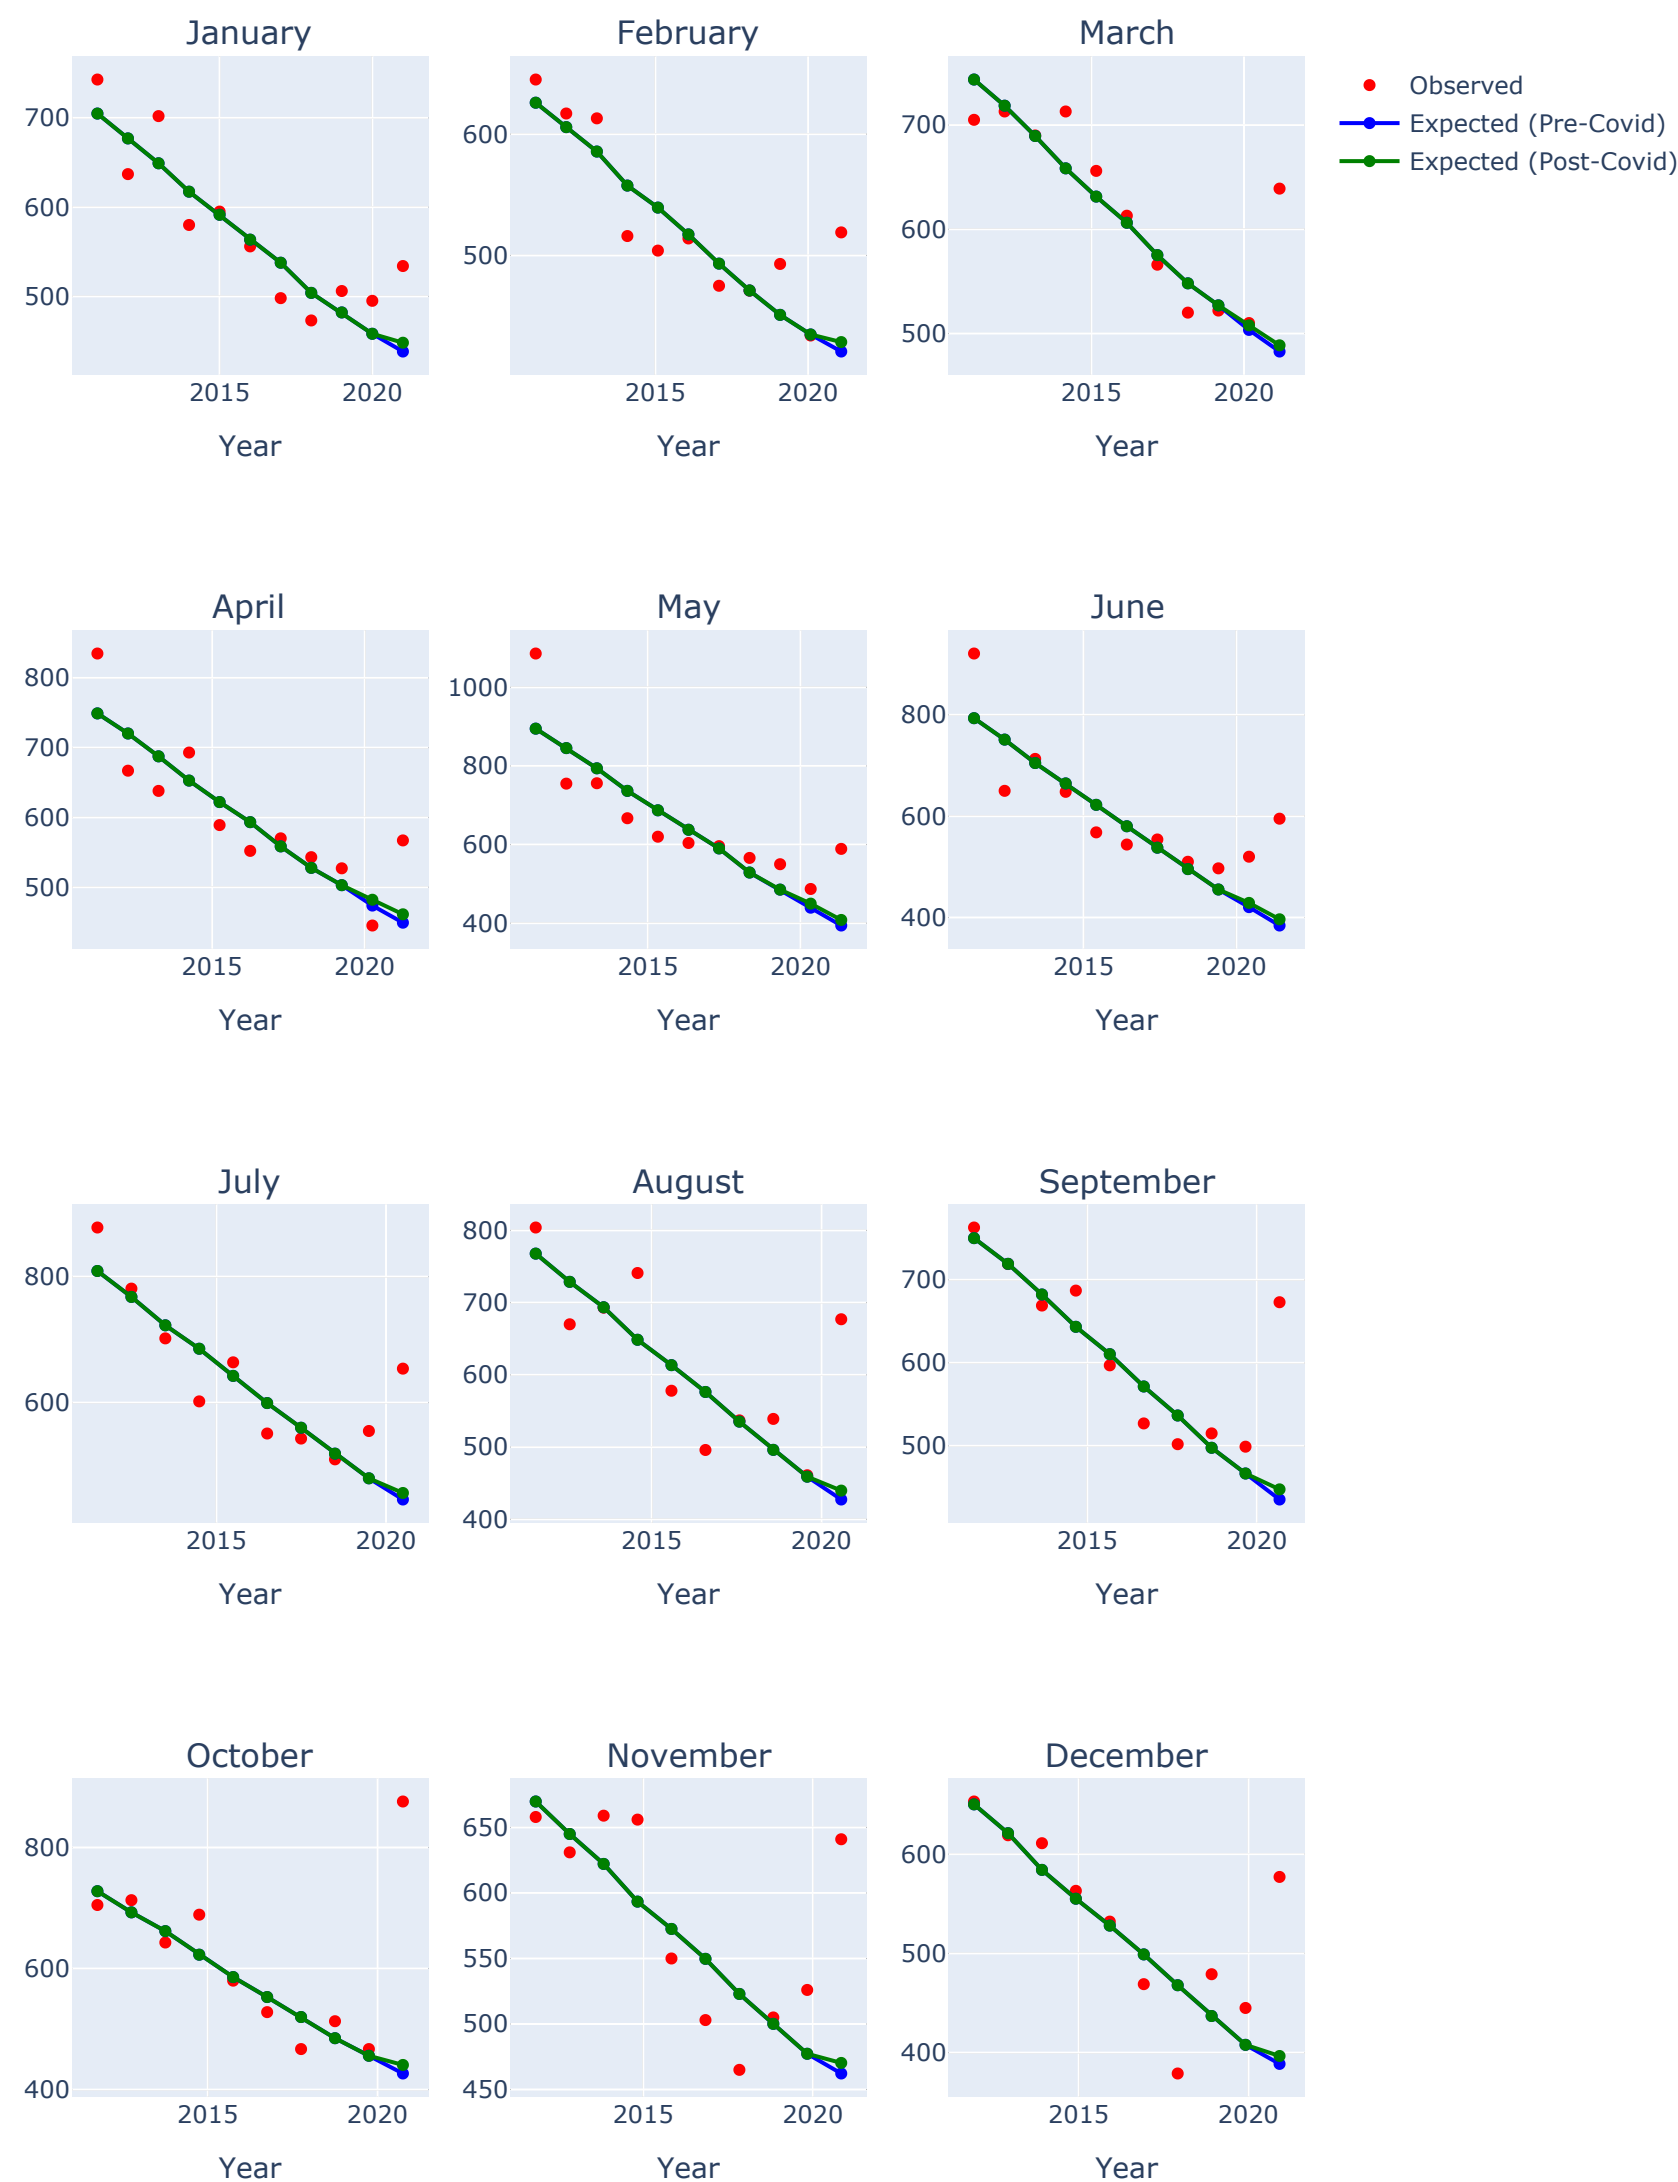 January February March
Observed
Expected (Pre-Covid)
Expected (Post-Covid)
700
600
500
2015 2020
Year
600
500
2015 2020
Year
700
600
500
2015 2020
Year
April May June
800
700
600
500
2015 2020
Year
1000
800
600
400
2015 2020
Year
800
600
400
2015 2020
Year
July August September
800
600
2015 2020
Year
800
700
600
500
400
2015 2020
Year
700
600
500
2015 2020
Year
October November December
800
600
400
2015 2020
Year
650
600
550
500
450
2015 2020
Year
600
500
400
2015 2020
Year